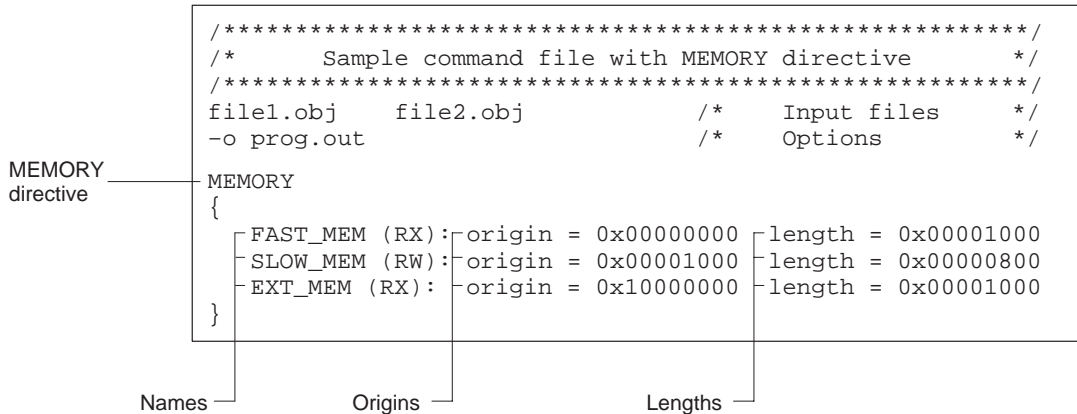 /********************************************************/
/*      Sample command file with MEMORY directive       */
/********************************************************/
file1.obj    file2.obj            /*    Input files    */
–o prog.out                       /*    Options        */
MEMORY
directive
MEMORY
{
FAST_MEM (RX): origin = 0x00000000 length = 0x00001000
SLOW_MEM (RW): origin = 0x00001000 length = 0x00000800
EXT_MEM (RX): origin = 0x10000000 length = 0x00001000
}
Names Origins Lengths